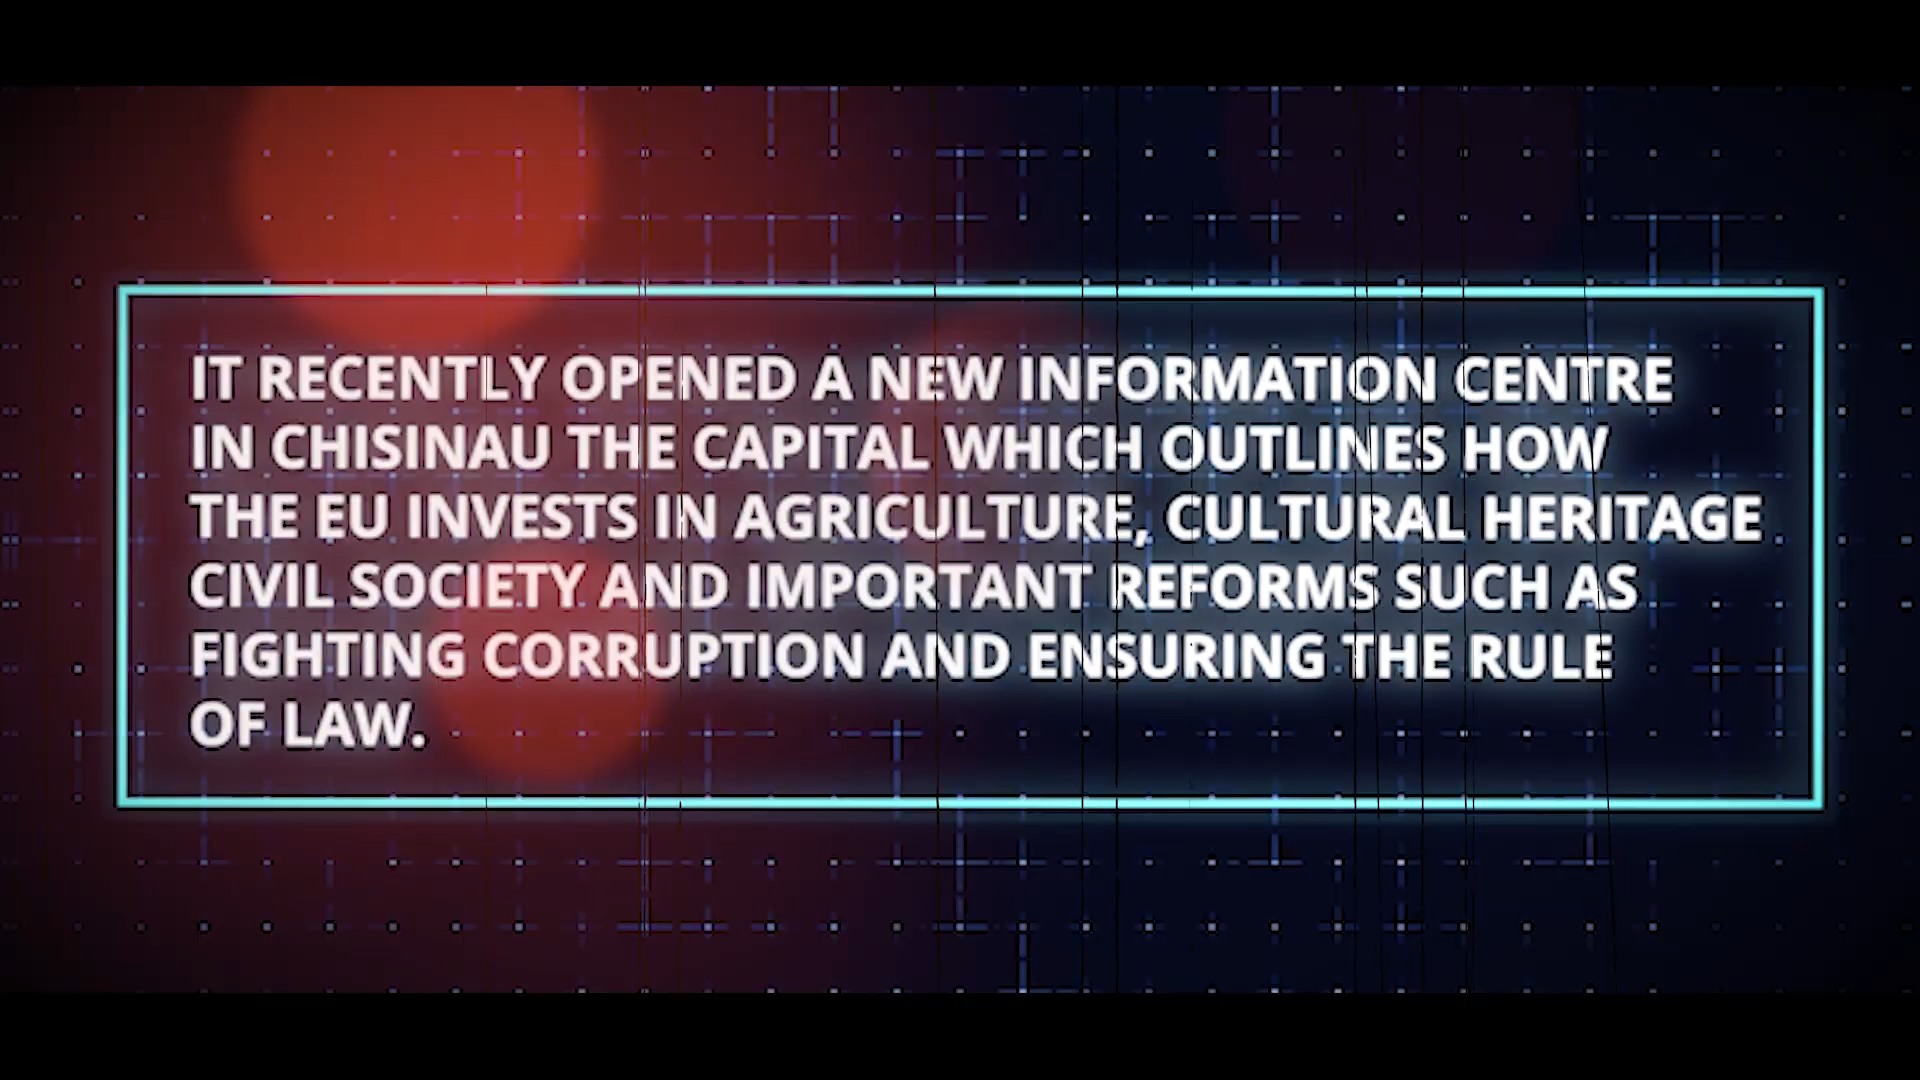 IT RECENTLY OPENED A NEW INFORMATION CENTRE
IN CHISINAU THE CAPITAL WHICH OUTLINES HOW
THE EU INVESTS IN AGRICULTURE, CULTURAL HERITAGE
CIVIL SOCIETY AND IMPORTANT REFORMS SUCH AS
FIGHTING CORRUPTION AND ENSURING THE RULE
OF LAW.